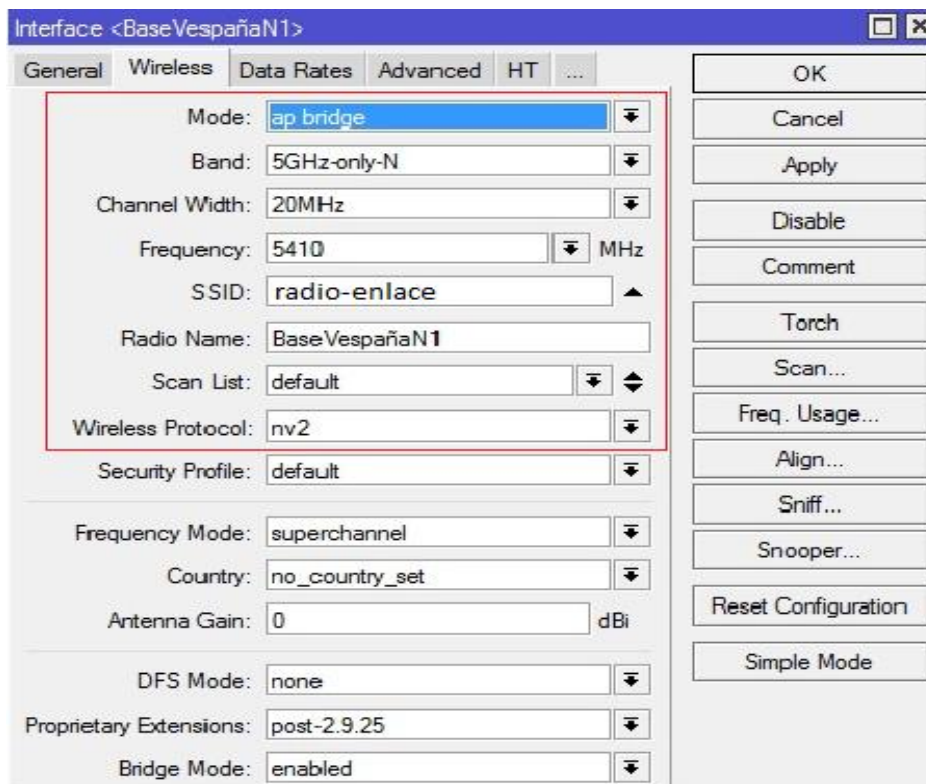 Interface <BaseVespañaN1>
General Wireless Data Rates Advanced HT ...
Mode: ap bridge
Band: 5GHz-only-N
Channel Width: 20MHz
Frequency: 5410 MHz
SSID: radio-enlace
Radio Name: BaseVespañaN1
Scan List: default
Wireless Protocol: nv2
Security Profile: default
Frequency Mode: superchannel
Country: no_country_set
Antenna Gain: 0 dBi
DFS Mode: none
Proprietary Extensions: post-2.9.25
Bridge Mode: enabled
OK
Cancel
Apply
Disable
Comment
Torch
Scan...
Freq. Usage...
Align...
Sniff...
Snooper...
Reset Configuration
Simple Mode